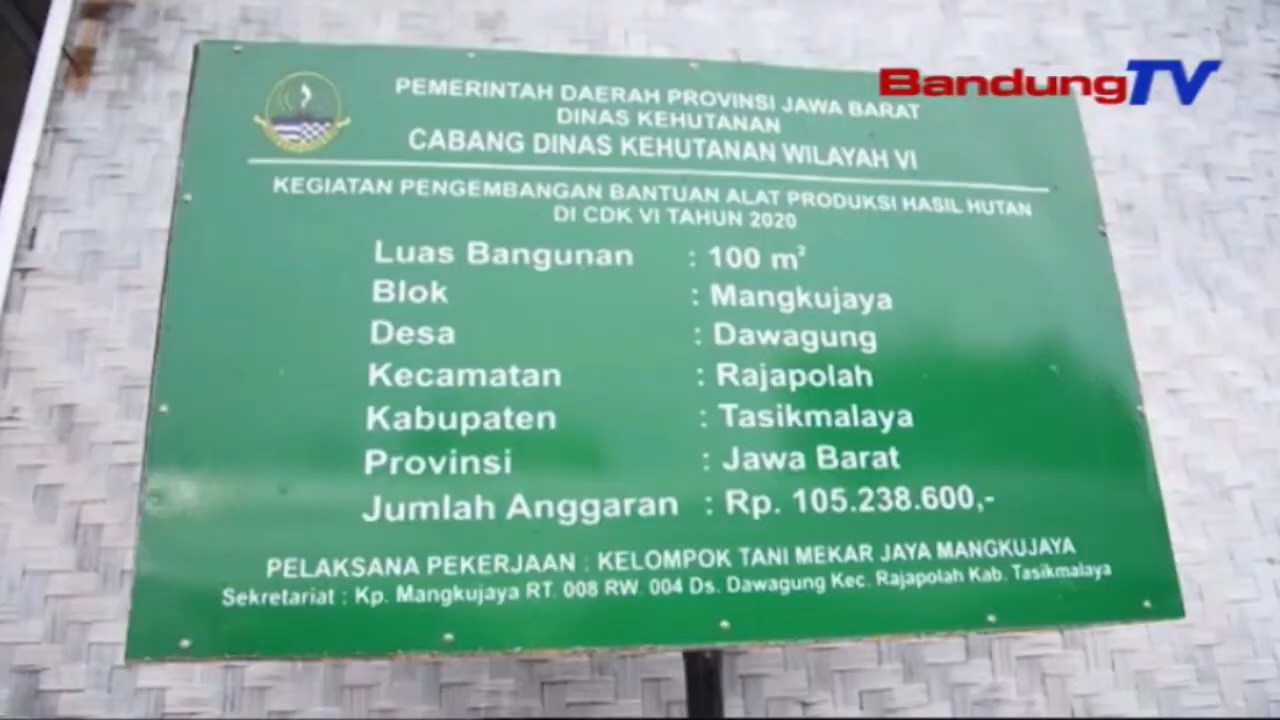 BandungTV
PEMERINTAH DAERAH PROVINSI JAWA BARAT
DINAS KEHUTANAN
CABANG DINAS KEHUTANAN WILAYAH VI
KEGIATAN PENGEMBANGAN BANTUAN ALAT PRODUKSI HASIL HUTAN
DI CDK VI TAHUN 2020
Luas Bangunan : 100 m²
Blok : Mangkujaya
Desa : Dawagung
Kecamatan : Rajapolah
Kabupaten : Tasikmalaya
Provinsi : Jawa Barat
Jumlah Anggaran : Rp. 105.238.600,-
PELAKSANA PEKERJAAN : KELOMPOK TANI MEKAR JAYA MANGKUJAYA
Sekretariat : Kp. Mangkujaya RT. 008 RW. 004 Ds. Dawagung Kec. Rajapolah Kab. Tasikmalaya